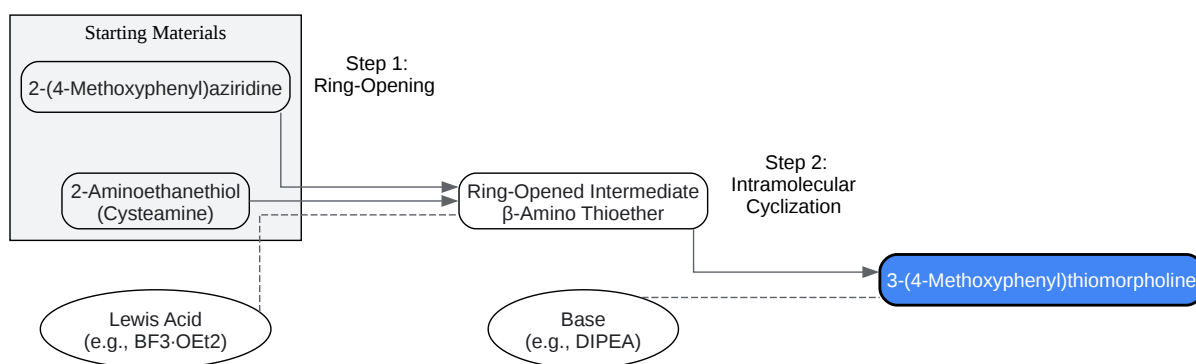 Starting Materials
2-(4-Methoxyphenyl)aziridine
Step 1:
Ring-Opening
2-Aminoethanethiol
(Cysteamine)
Ring-Opened Intermediate
β-Amino Thioether
Step 2:
Intramolecular
Cyclization
3-(4-Methoxyphenyl)thiomorpholine
Lewis Acid
(e.g., BF3·OEt2)
Base
(e.g., DIPEA)